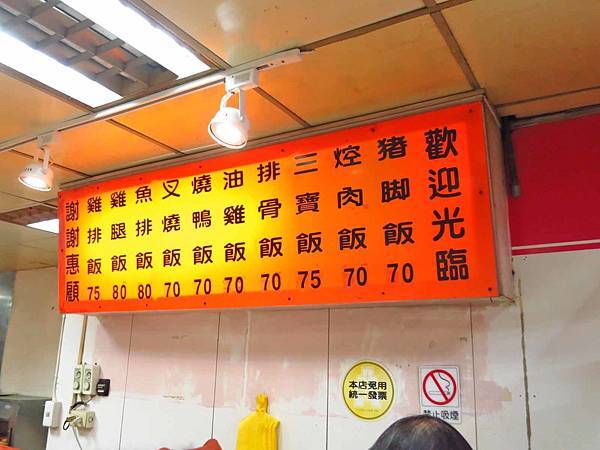 歡迎光臨
猪脚飯 70
焢肉飯 70
三寶飯 75
排骨飯 70
油雞飯 70
燒鴨飯 70
叉燒飯 70
魚排飯 80
雞腿飯 80
雞排飯 75
謝謝惠顧
本店免用
統一發票
禁止吸煙